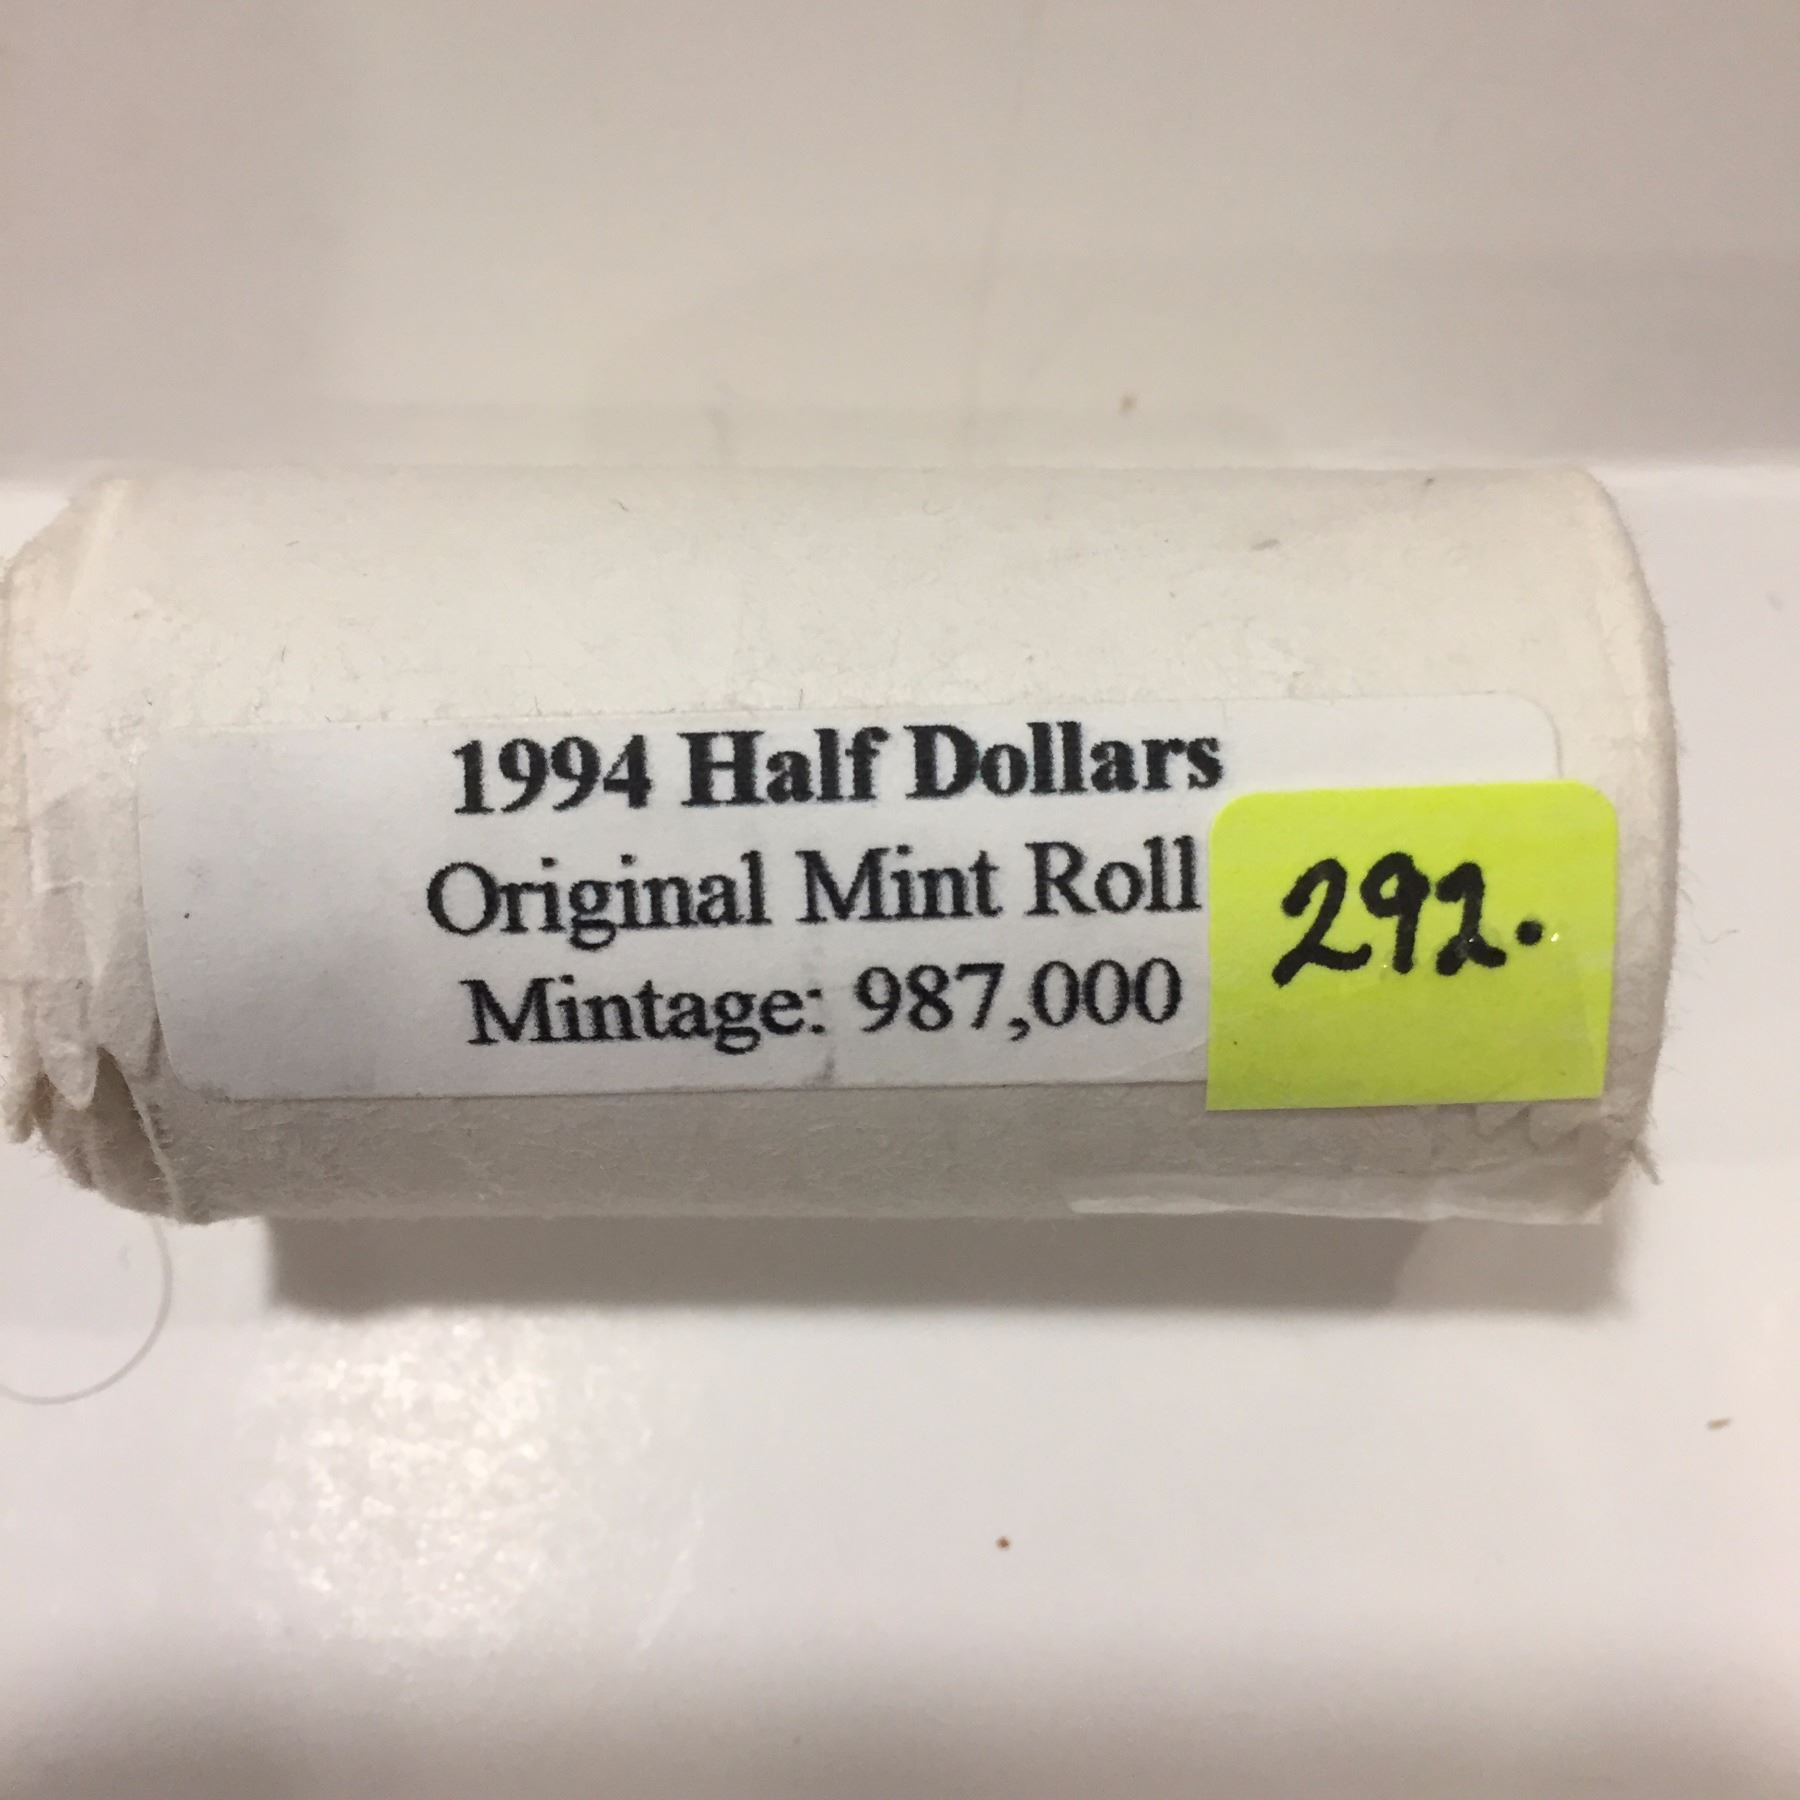 1994 Half Dollars
Original Mint Roll
Mintage: 987,000
292.